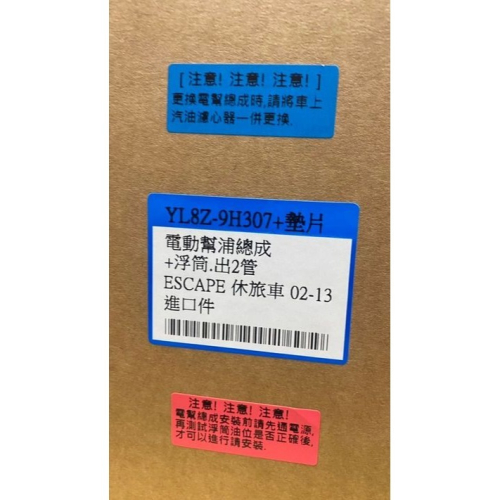 [ 注意! 注意! 注意! ]
更換電幫總成時,請將車上
汽油濾心器一併更換.
YL8Z-9H307+墊片
電動幫浦總成
+浮筒.出2管
ESCAPE 休旅車 02-13
進口件
注意! 注意! 注意!
電幫總成安裝前請先通電源,
再測試浮筒油位是否正確後,
才可以進行請安裝.